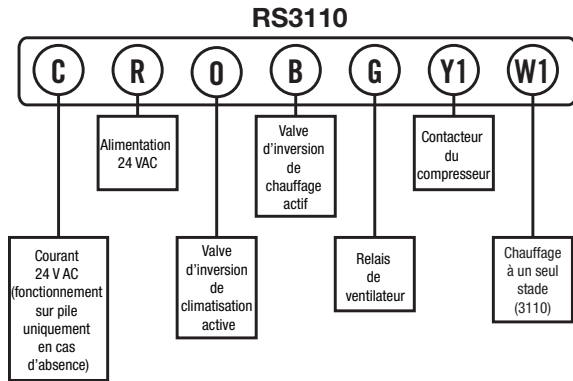 RS3110
C R O B G Y1 W1
Alimentation
24 VAC
Valve
d'inversion
de
chauffage
actif
Contacteur
du
compresseur
Courant
24 V AC
(fonctionnement
sur pile
uniquement
en cas
d'absence)
Valve
d'inversion
de
climatisation
active
Relais
de
ventilateur
Chauffage
à un seul
stade
(3110)